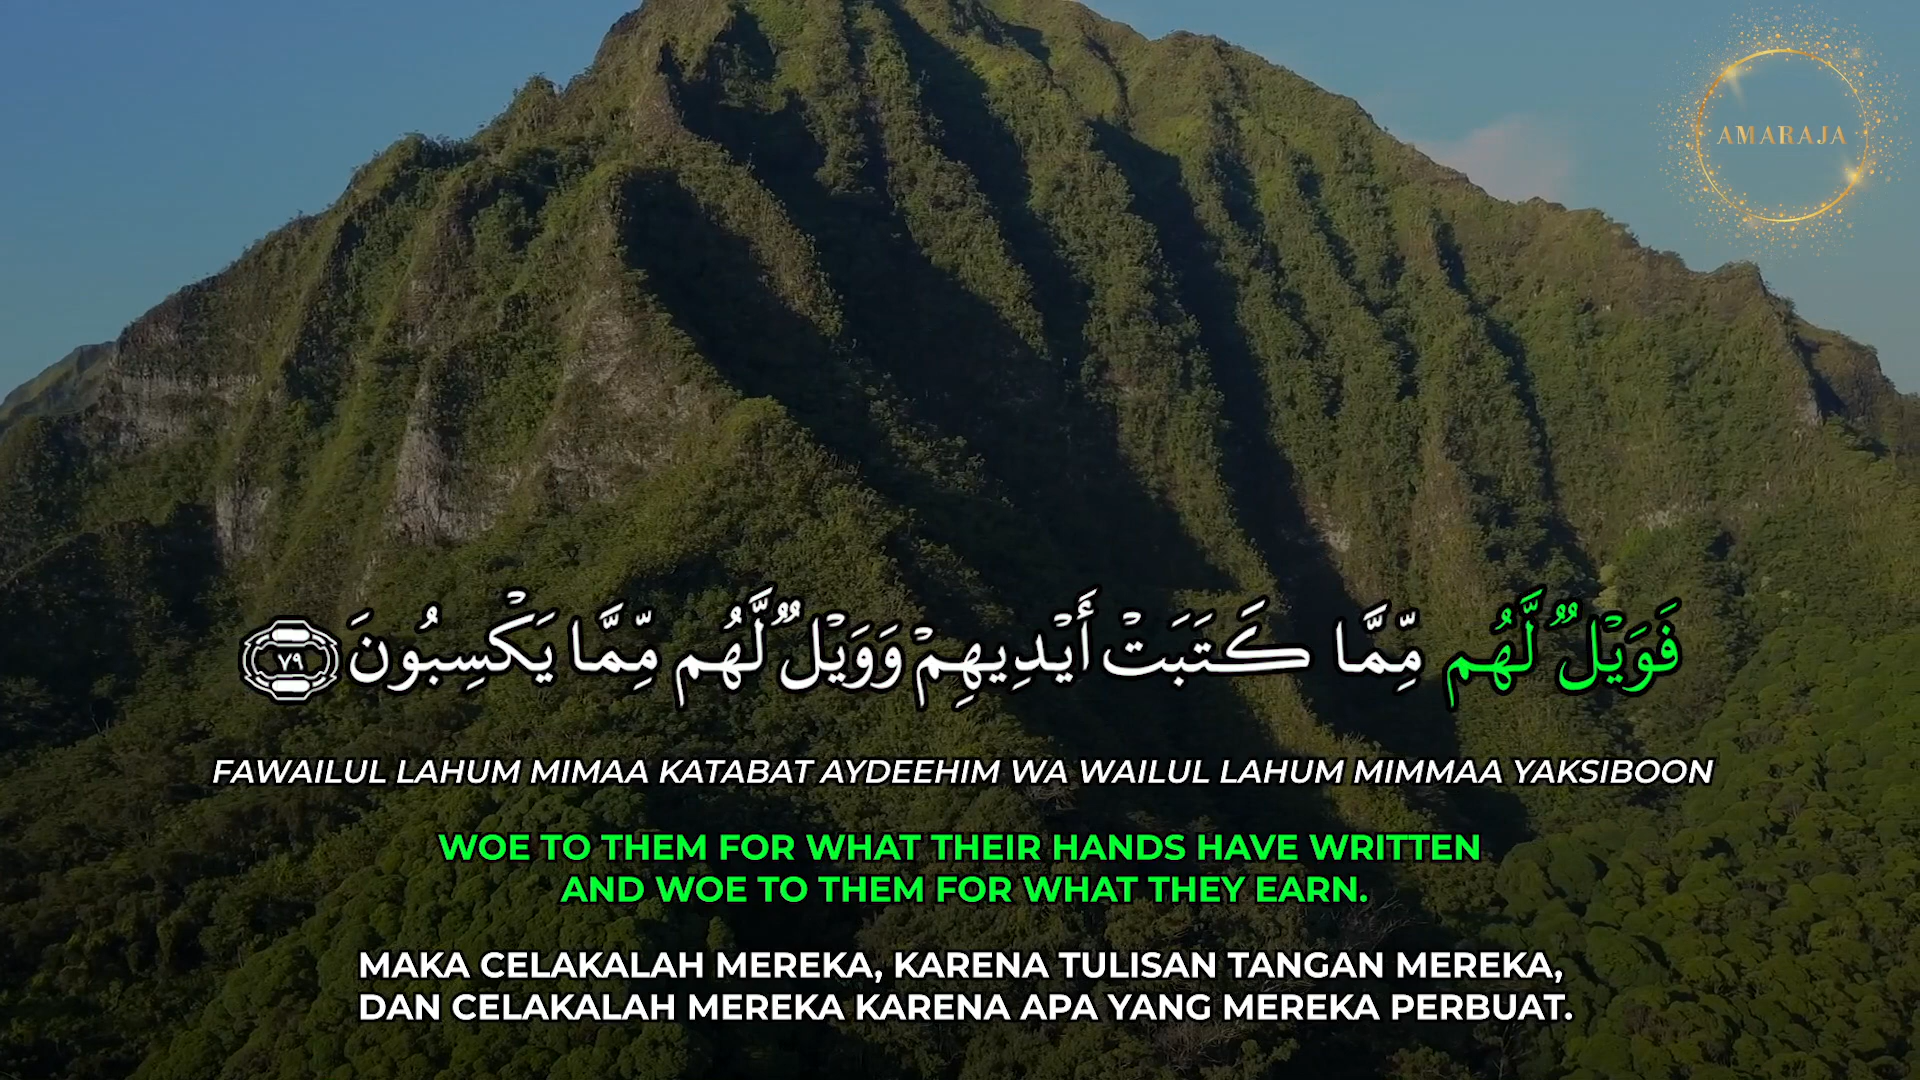 AMARAJA
فَوَيْلٌ لَّهُم مِّمَّا كَتَبَتْ أَيْدِيهِمْ وَوَيْلٌ لَّهُم مِّمَّا يَكْسِبُونَ ٧٩
FAWAILUL LAHUM MIMAA KATABAT AYDEEHIM WA WAILUL LAHUM MIMMAA YAKSIBOON
WOE TO THEM FOR WHAT THEIR HANDS HAVE WRITTEN
AND WOE TO THEM FOR WHAT THEY EARN.
MAKA CELAKALAH MEREKA, KARENA TULISAN TANGAN MEREKA,
DAN CELAKALAH MEREKA KARENA APA YANG MEREKA PERBUAT.